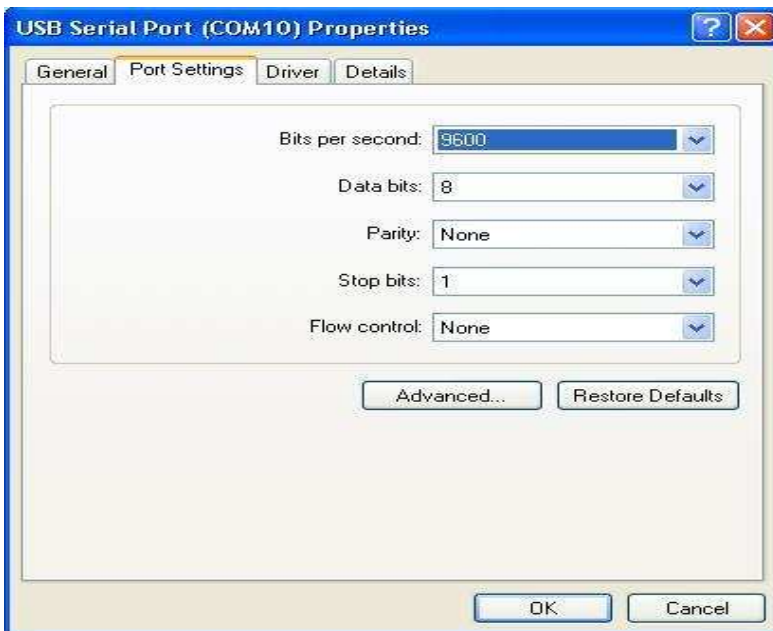 USB Serial Port (COM10) Properties
General Port Settings Driver Details
Bits per second: 9600
Data bits: 8
Parity: None
Stop bits: 1
Flow control: None
Advanced... Restore Defaults
OK Cancel